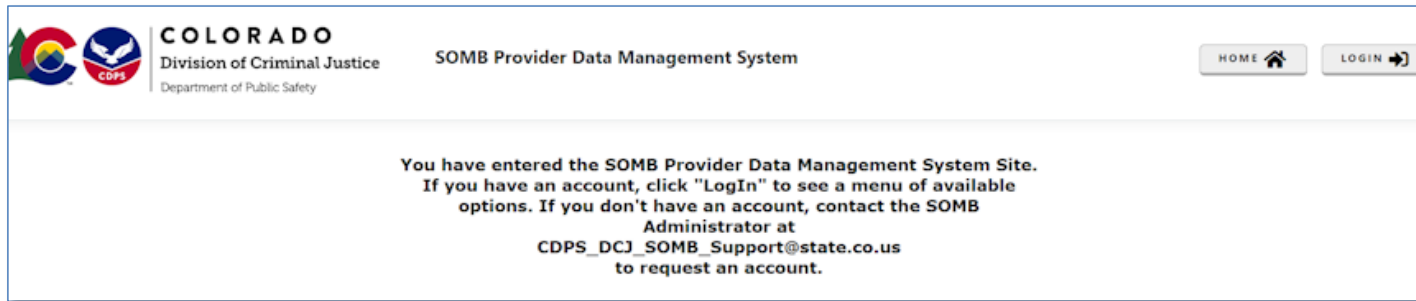 COLORADO
Division of Criminal Justice
Department of Public Safety
CDPS
SOMB Provider Data Management System
HOME
LOGIN
You have entered the SOMB Provider Data Management System Site.
If you have an account, click "LogIn" to see a menu of available
options. If you don't have an account, contact the SOMB
Administrator at
CDPS_DCJ_SOMB_Support@state.co.us
to request an account.